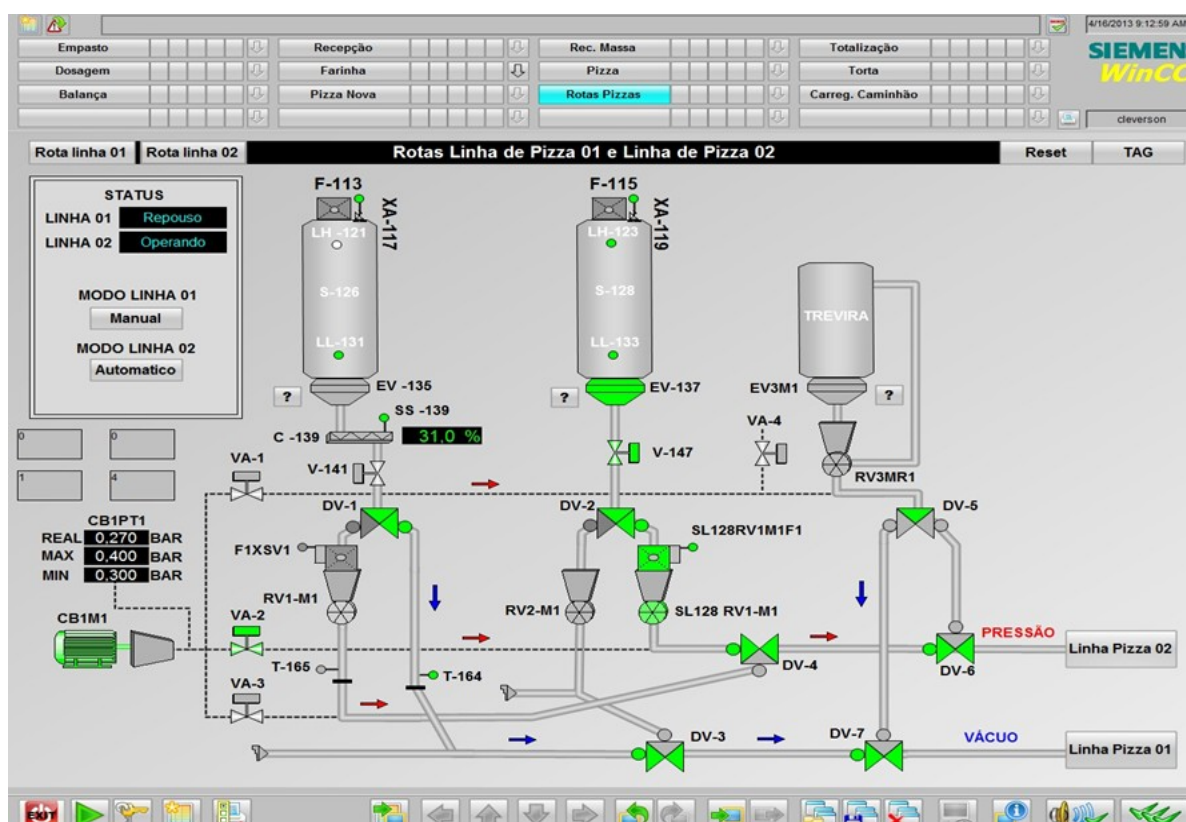 4/16/2013 9:12:59 AM
Empasto
Recepção
Rec. Massa
Totalização
SIEMEN
Dosagem
Farinha
Pizza
Torta
WinCC
Balança
Pizza Nova
Rotas Pizzas
Carreg. Caminhão
cleverson
Rota linha 01
Rota linha 02
Rotas Linha de Pizza 01 e Linha de Pizza 02
Reset
TAG
STATUS
LINHA 01 Repouso
LINHA 02 Operando
MODO LINHA 01
Manual
MODO LINHA 02
Automatico
F-113
XA-117
LH -121
S-126
LL-131
EV -135
?
SS -139
C -139
31,0 %
V-141
F-115
XA-119
LH-123
S-128
LL-133
EV-137
?
V-147
TREVIRA
EV3M1
?
VA-4
RV3MR1
0
0
1
4
VA-1
DV-1
DV-2
DV-5
CB1PT1
REAL 0,270 BAR
MAX 0,400 BAR
MIN 0,300 BAR
F1XSV1
RV1-M1
SL128RV1M1F1
RV2-M1
SL128 RV1-M1
CB1M1
VA-2
PRESSÃO
Linha Pizza 02
DV-4
DV-6
T-165
T-164
VA-3
DV-3
DV-7
VÁCUO
Linha Pizza 01
EXIT